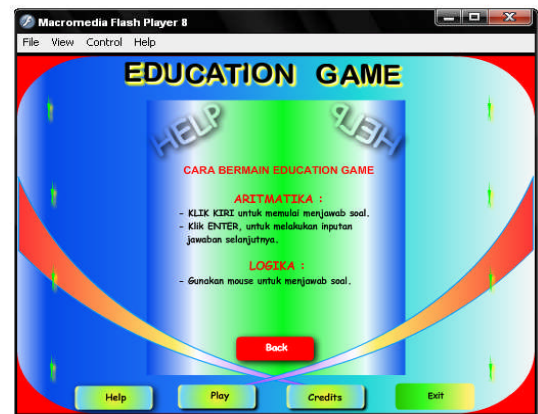 Macromedia Flash Player 8
File View Control Help
EDUCATION GAME
HELP HELP
CARA BERMAIN EDUCATION GAME
ARITMATIKA :
- KLIK KIRI untuk memulai menjawab soal.
- Klik ENTER, untuk melakukan inputan
jawaban selanjutnya.
LOGIKA :
- Gunakan mouse untuk menjawab soal.
Back
Help Play Credits Exit